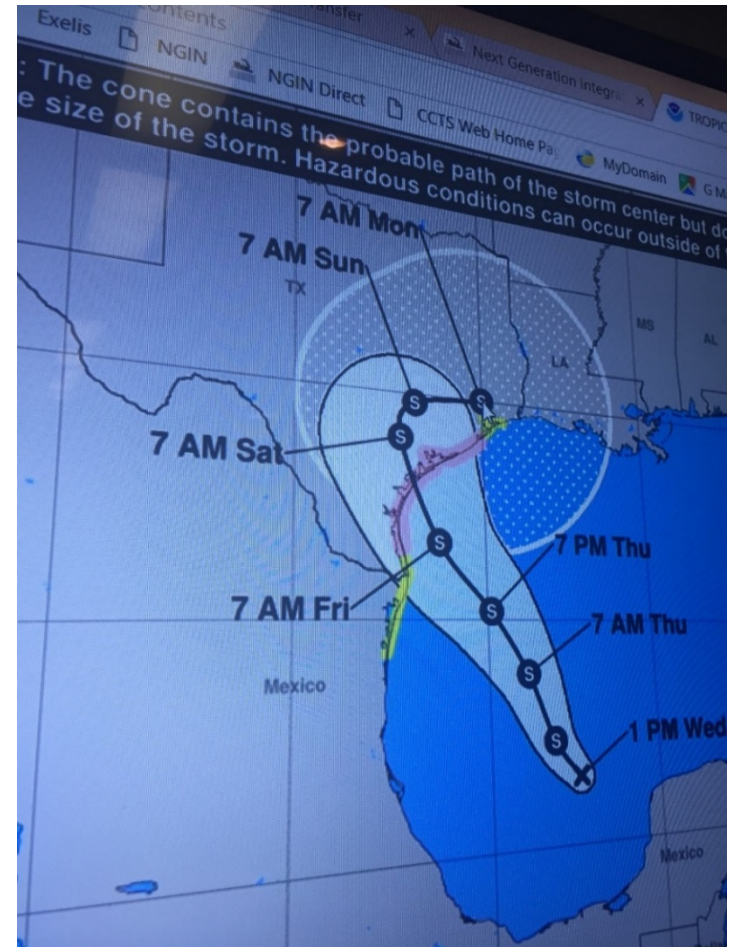 Contents
Transfer
Exelis
NGIN
NGIN Direct
Next Generation Integra
CCTS Web Home Pa
TROPIC
MyDomain
G M
: The cone contains the probable path of the storm center but do
e size of the storm. Hazardous conditions can occur outside of
7 AM Mon
7 AM Sun
TX
MS
AL
LA
S
S
7 AM Sat
S
S
7 PM Thu
7 AM Fri
S
7 AM Thu
S
Mexico
1 PM Wed
S
Mexico